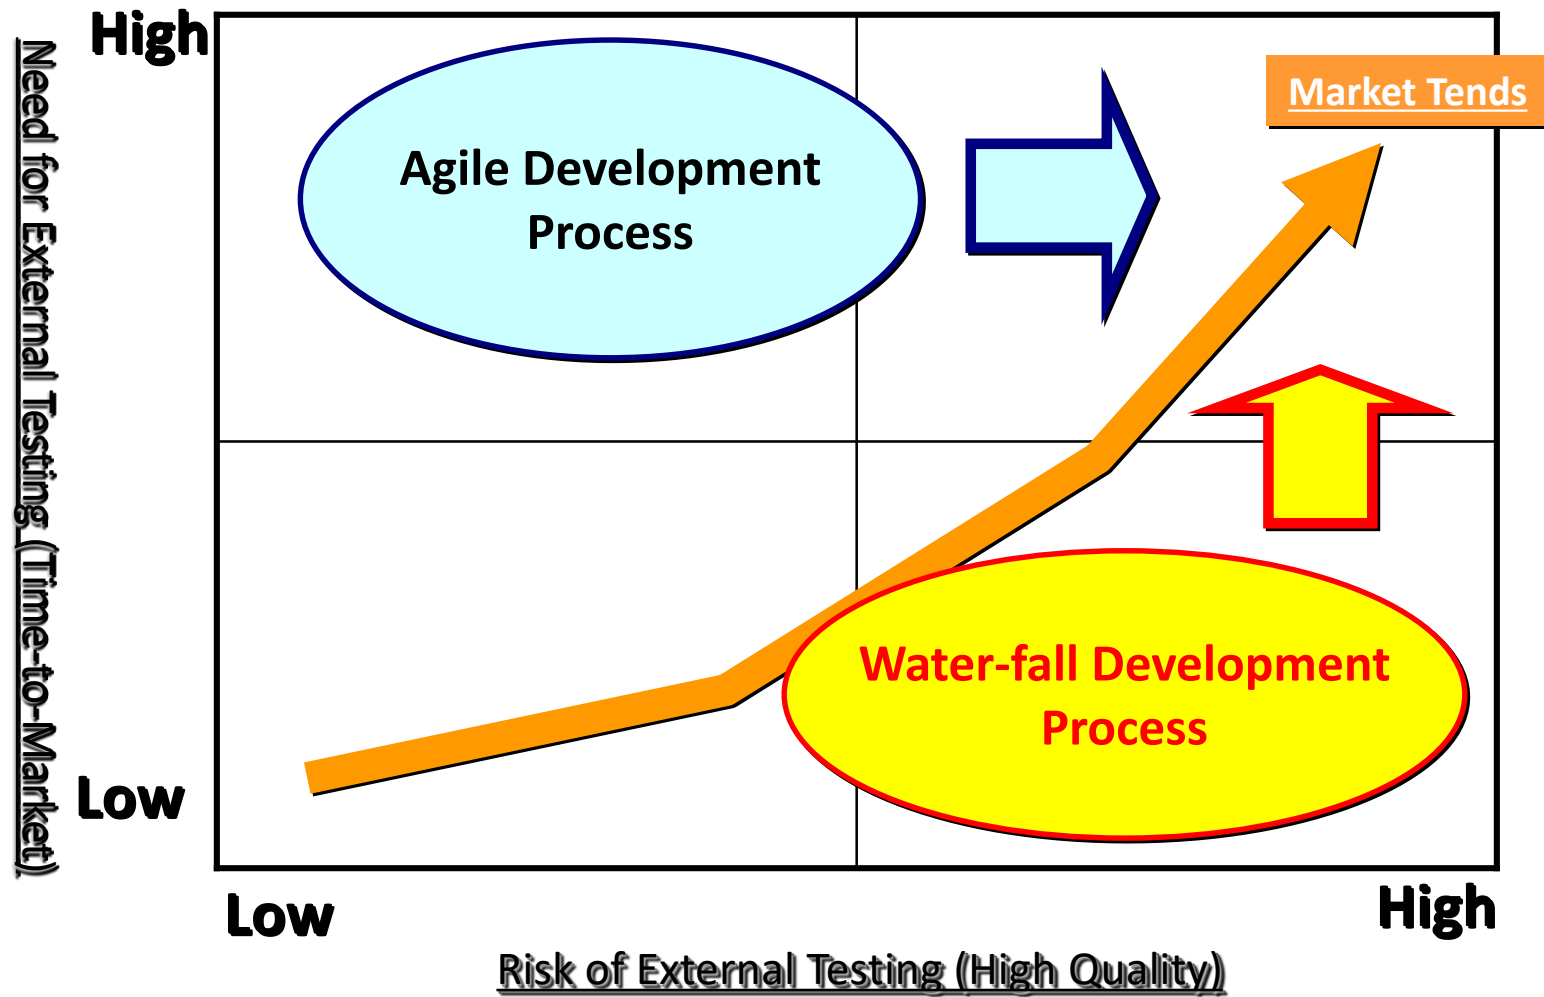 High
Need for External Testing (Time-to-Market)
Market Tends
Agile Development
Process
Water-fall Development
Process
Low
Low
High
Risk of External Testing (High Quality)